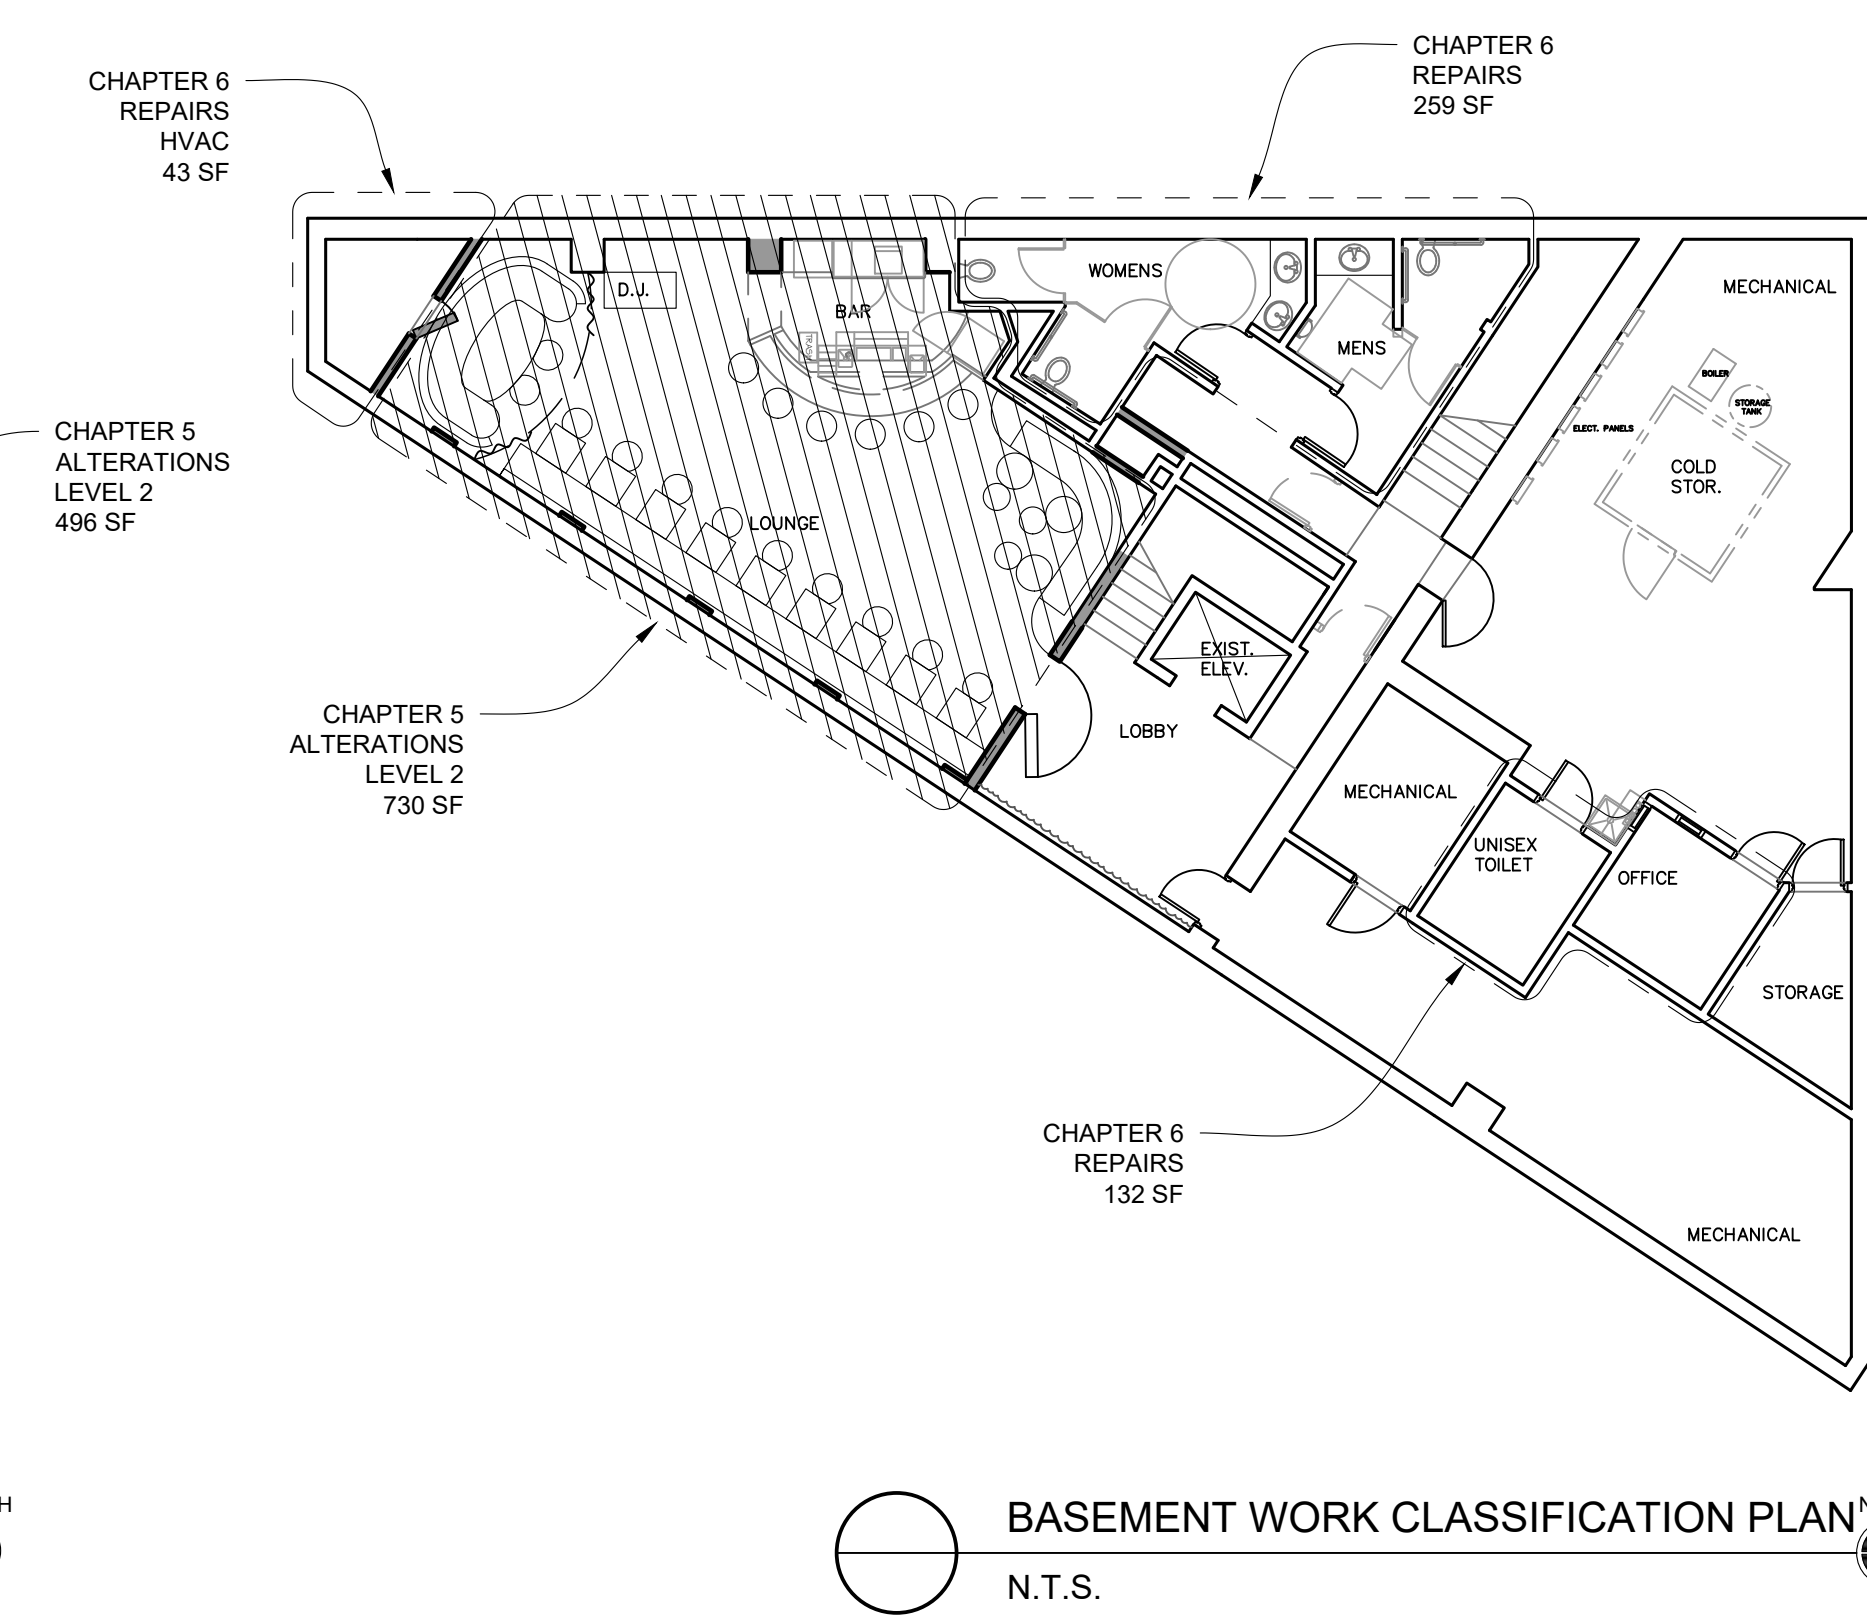 CHAPTER 6
REPAIRS
HVAC
43 SF
CHAPTER 6
REPAIRS
259 SF
CHAPTER 5
ALTERATIONS
LEVEL 2
496 SF
CHAPTER 5
ALTERATIONS
LEVEL 2
730 SF
CHAPTER 6
REPAIRS
132 SF
D.J.
BAR
TRASH
LOUNGE
WOMENS
MENS
MECHANICAL
BOILER
STORAGE
TANK
ELECT. PANELS
COLD
STOR.
EXIST.
ELEV.
LOBBY
MECHANICAL
UNISEX
TOILET
OFFICE
STORAGE
MECHANICAL
H
BASEMENT WORK CLASSIFICATION PLAN
N
N.T.S.